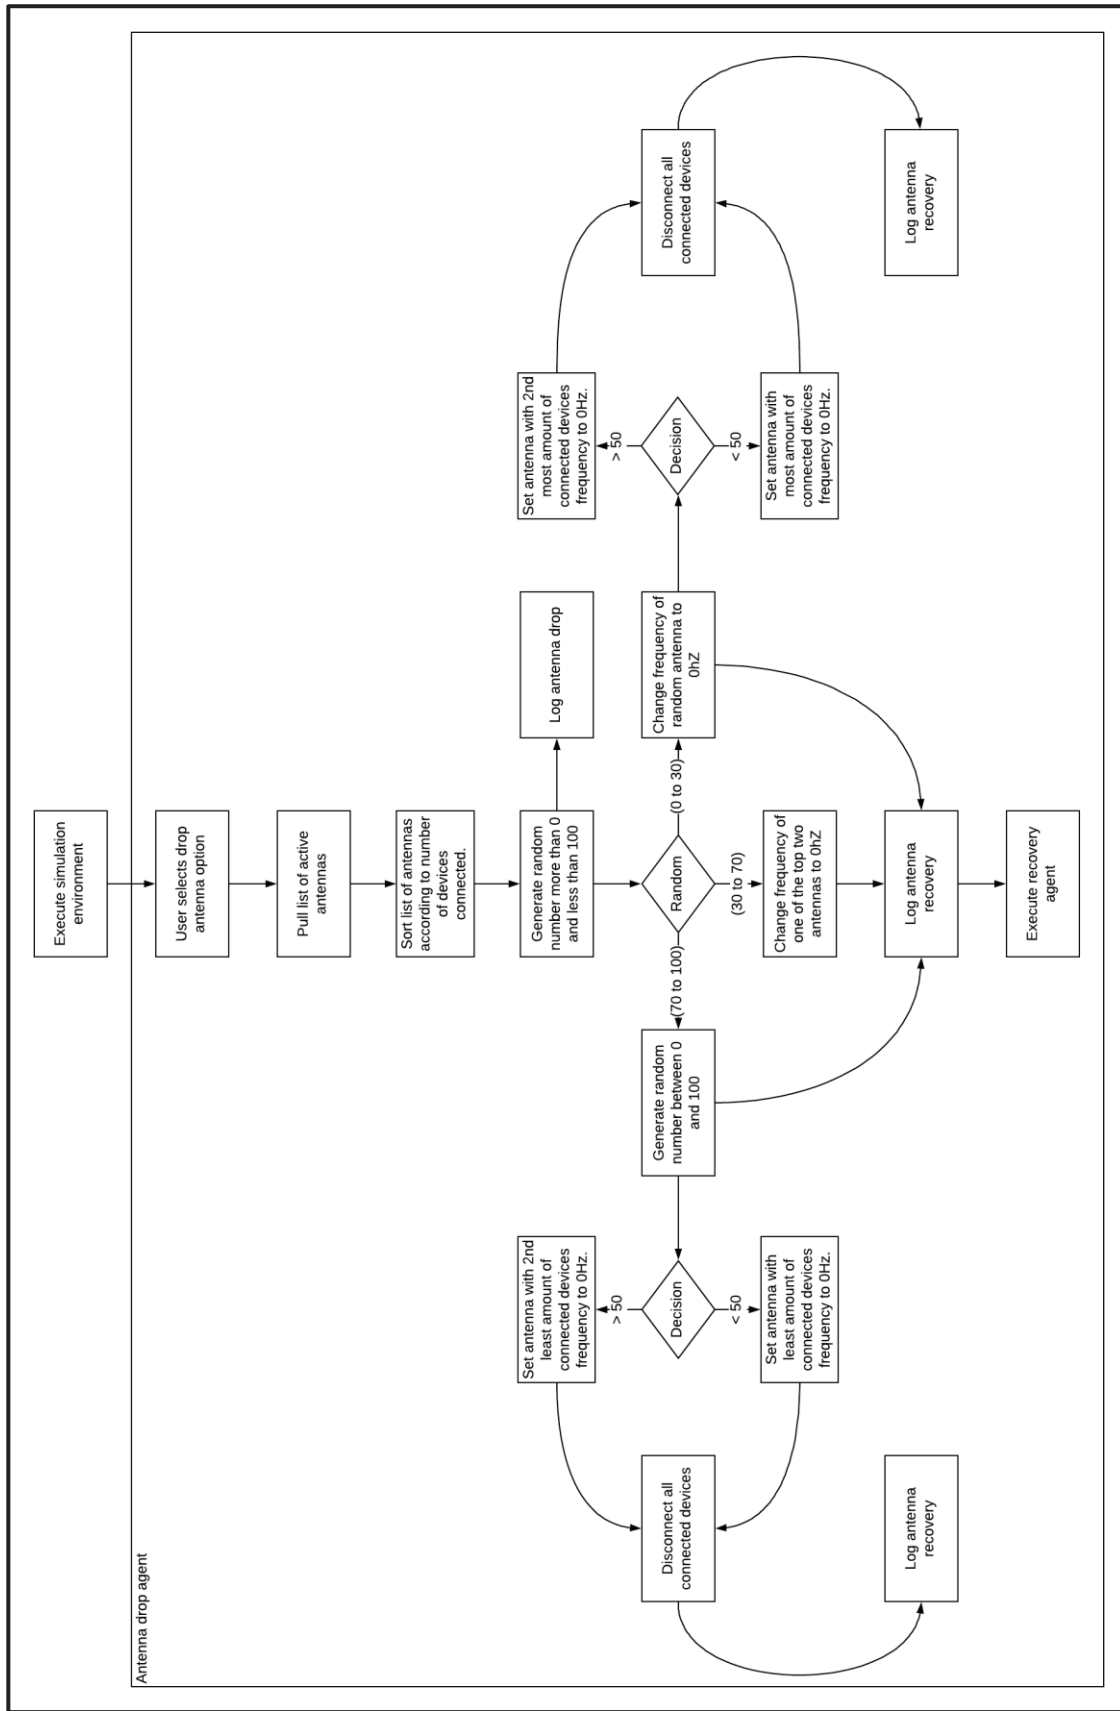 Antenna drop agent
Execute simulation
environment
User selects drop
antenna option
Pull list of active
antennas
Sort list of antennas
according to number
of devices
connected.
Generate random
number more than 0
and less than 100
Log antenna drop
Random
(70 to 100)
(30 to 70)
(0 to 30)
Generate random
number between 0
and 100
Change frequency of
one of the top two
antennas to 0hZ
Change frequency of
random antenna to
0hZ
Set antenna with 2nd
least amount of
connected devices
frequency to 0Hz.
> 50
Decision
< 50
Set antenna with
least amount of
connected devices
frequency to 0Hz.
Disconnect all
connected devices
Log antenna
recovery
Set antenna with 2nd
most amount of
connected devices
frequency to 0Hz.
> 50
Decision
< 50
Set antenna with
most amount of
connected devices
frequency to 0Hz.
Disconnect all
connected devices
Log antenna
recovery
Log antenna
recovery
Execute recovery
agent